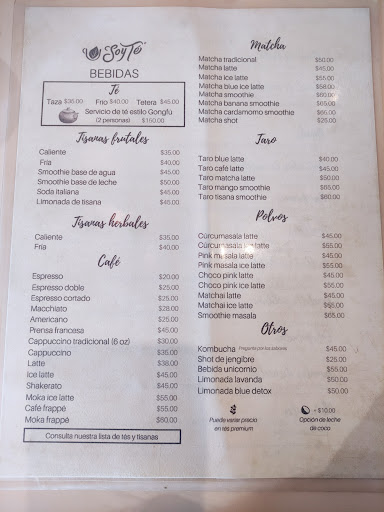 Soy Té
BEBIDAS
Té
Taza $35.00 Frío $40.00 Tetera $45.00
Servicio de té estilo Gongfú
(2 personas) $150.00
Tisanas frutales
Caliente $35.00
Fría $40.00
Smoothie base de agua $45.00
Smoothie base de leche $50.00
Soda italiana $45.00
Limonada de tisana $45.00
Tisanas herbales
Caliente $35.00
Fría $40.00
Café
Espresso $20.00
Espresso doble $25.00
Espresso cortado $25.00
Macchiato $28.00
Americano $25.00
Prensa francesa $45.00
Cappuccino tradicional (6 oz) $30.00
Cappuccino $35.00
Latte $38.00
Ice latte $45.00
Shakerato $45.00
Moka ice latte $55.00
Café frappé $55.00
Moka frappé $60.00
Consulta nuestra lista de tés y tisanas
Matcha
Matcha tradicional $50.00
Matcha latte $45.00
Matcha ice latte $55.00
Matcha blue ice latte $58.00
Matcha smoothie $60.00
Matcha banana smoothie $65.00
Matcha cardamomo smoothie $65.00
Matcha shot $25.00
Taro
Taro blue latte $40.00
Taro café latte $45.00
Taro matcha latte $50.00
Taro mango smoothie $65.00
Taro tisana smoothie $60.00
Polvos
Cúrcumasala latte $45.00
Cúrcumasala ice latte $55.00
Pink masala latte $45.00
Pink masala ice latte $55.00
Choco pink latte $45.00
Choco pink ice latte $55.00
Matchai latte $45.00
Matchai ice latte $55.00
Smoothie masala $65.00
Otros
Kombucha Pregunta por los sabores $45.00
Shot de jengibre $25.00
Bebida unicornio $55.00
Limonada lavanda $50.00
Limonada blue detox $50.00
Puede variar precio
en tés premium
+ $10.00
Opción de leche
de coco